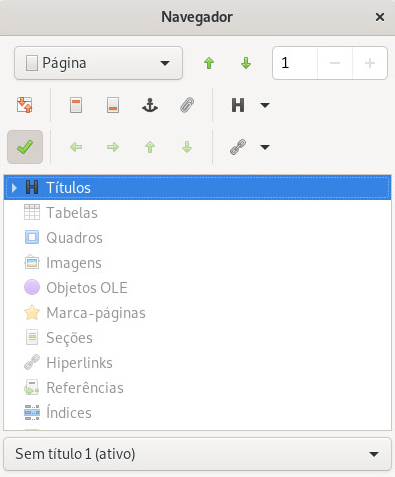 Navegador
Página
1
Títulos
Tabelas
Quadros
Imagens
Objetos OLE
Marca-páginas
Seções
Hiperlinks
Referências
Índices
Sem título 1 (ativo)